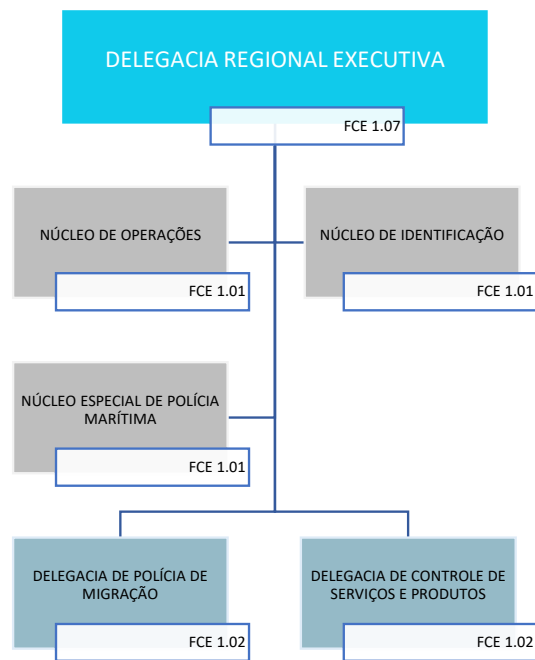 DELEGACIA REGIONAL EXECUTIVA
FCE 1.07
NÚCLEO DE OPERAÇÕES
FCE 1.01
NÚCLEO DE IDENTIFICAÇÃO
FCE 1.01
NÚCLEO ESPECIAL DE POLÍCIA
MARÍTIMA
FCE 1.01
DELEGACIA DE POLÍCIA DE
MIGRAÇÃO
FCE 1.02
DELEGACIA DE CONTROLE DE
SERVIÇOS E PRODUTOS
FCE 1.02